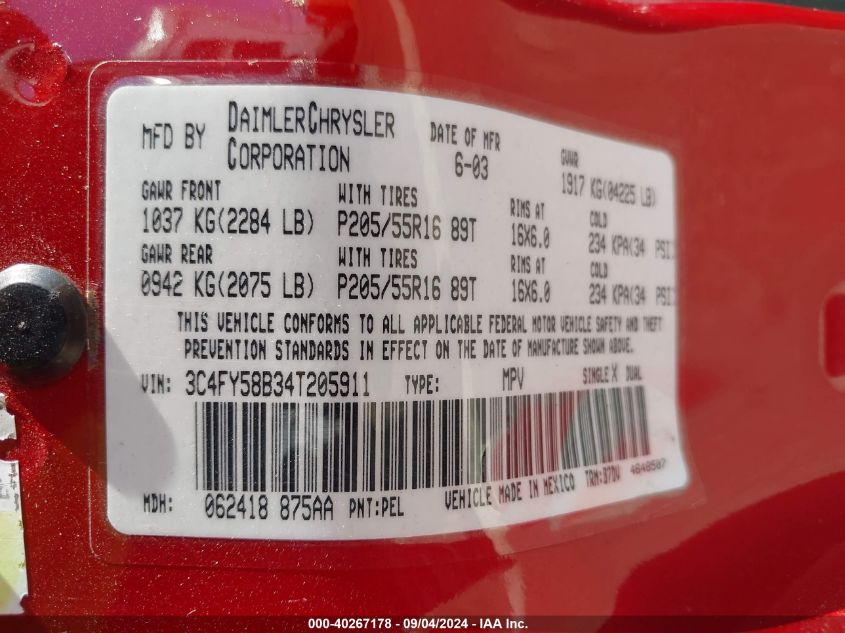 MFD BY DAIMLERCHRYSLER CORPORATION
DATE OF MFR 6-03
GVWR 1917 KG(04225 LB)
GAWR FRONT WITH TIRES RIMS AT COLD
1037 KG(2284 LB) P205/55R16 89T 16X6.0 234 KPA(34 PSI)
GAWR REAR WITH TIRES RIMS AT COLD
0942 KG(2075 LB) P205/55R16 89T 16X6.0 234 KPA(34 PSI)
THIS VEHICLE CONFORMS TO ALL APPLICABLE FEDERAL MOTOR VEHICLE SAFETY AND THEFT
PREVENTION STANDARDS IN EFFECT ON THE DATE OF MANUFACTURE SHOWN ABOVE.
VIN: 3C4FY58B34T205911 TYPE: MPV SINGLE X DUAL
MDH: 062418 875AA PNT:PEL VEHICLE MADE IN MEXICO TRM:B7DV 4648507
000-40267178 - 09/04/2024 - IAA Inc.